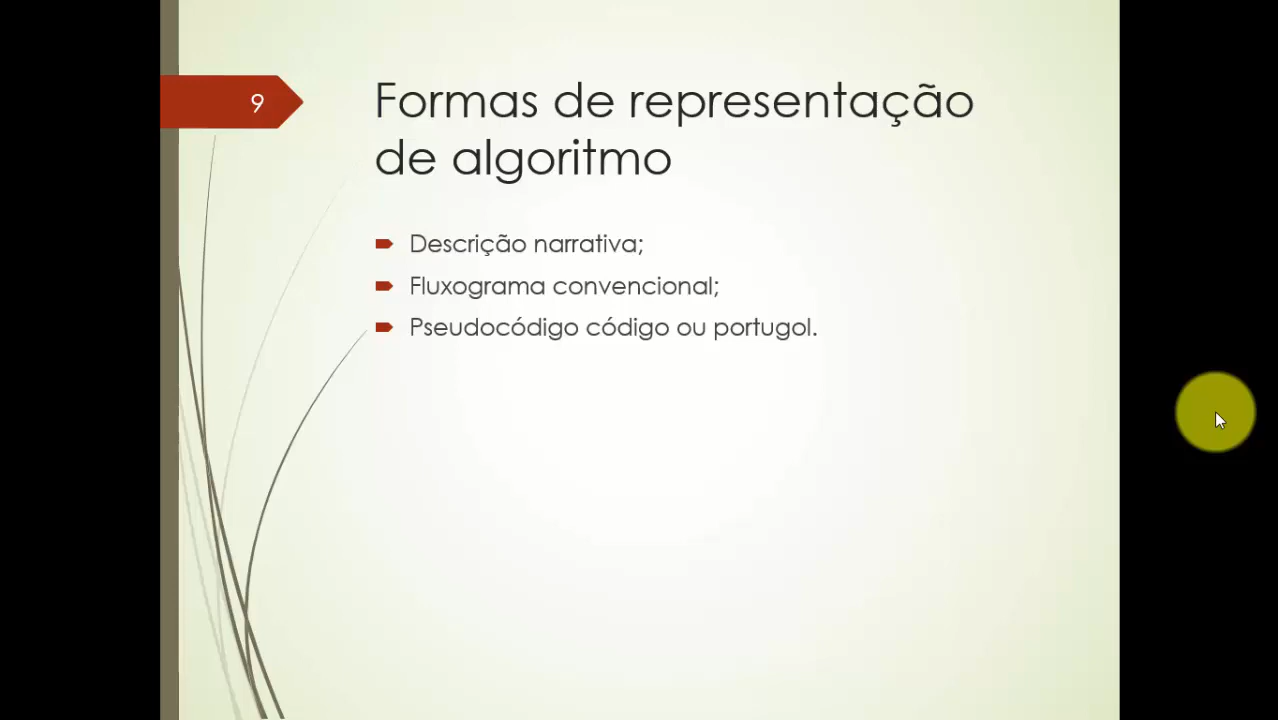 9
Formas de representação
de algoritmo
Descrição narrativa;
Fluxograma convencional;
Pseudocódigo código ou portugol.